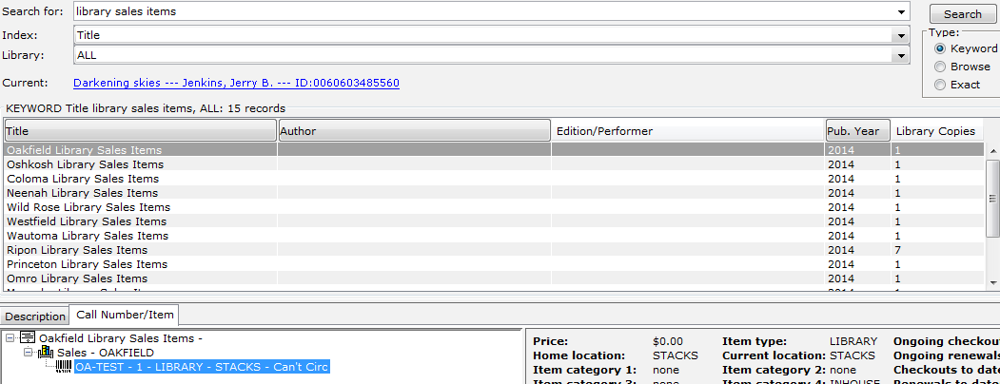 Search for: library sales items Search
Index: Title Type:
Library: ALL Keyword
Browse
Current: Darkening skies --- Jenkins, Jerry B. --- ID:0060603485560
Exact
KEYWORD Title library sales items, ALL: 15 records
Title Author Edition/Performer Pub. Year Library Copies
Oakfield Library Sales Items 2014 1
Oshkosh Library Sales Items 2014 1
Coloma Library Sales Items 2014 1
Neenah Library Sales Items 2014 1
Wild Rose Library Sales Items 2014 1
Westfield Library Sales Items 2014 1
Wautoma Library Sales Items 2014 1
Ripon Library Sales Items 2014 7
Princeton Library Sales Items 2014 1
Omro Library Sales Items 2014 1
Description Call Number/Item
Oakfield Library Sales Items -
Sales - OAKFIELD
OA-TEST - 1 - LIBRARY - STACKS - Can't Circ
Price: $0.00 Item type: LIBRARY Ongoing checkou
Home location: STACKS Current location: STACKS Ongoing renewals
Item category 1: none Item category 2: none Checkouts to date
Item category 3: none Item category 4: INHOUSE Renewals to date